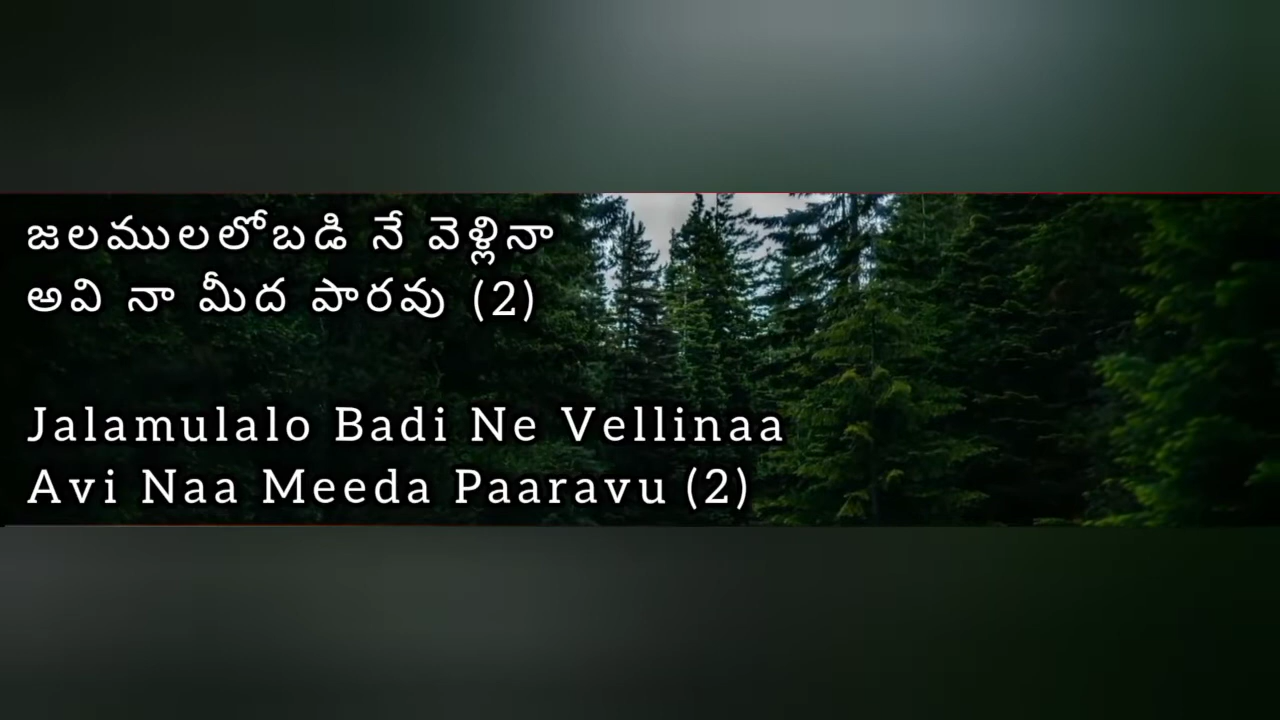 జలములలోబడి నే వెళ్లినా
అవి నా మీద పారవు (2)
Jalamulalo Badi Ne Vellinaa
Avi Naa Meeda Paaravu (2)